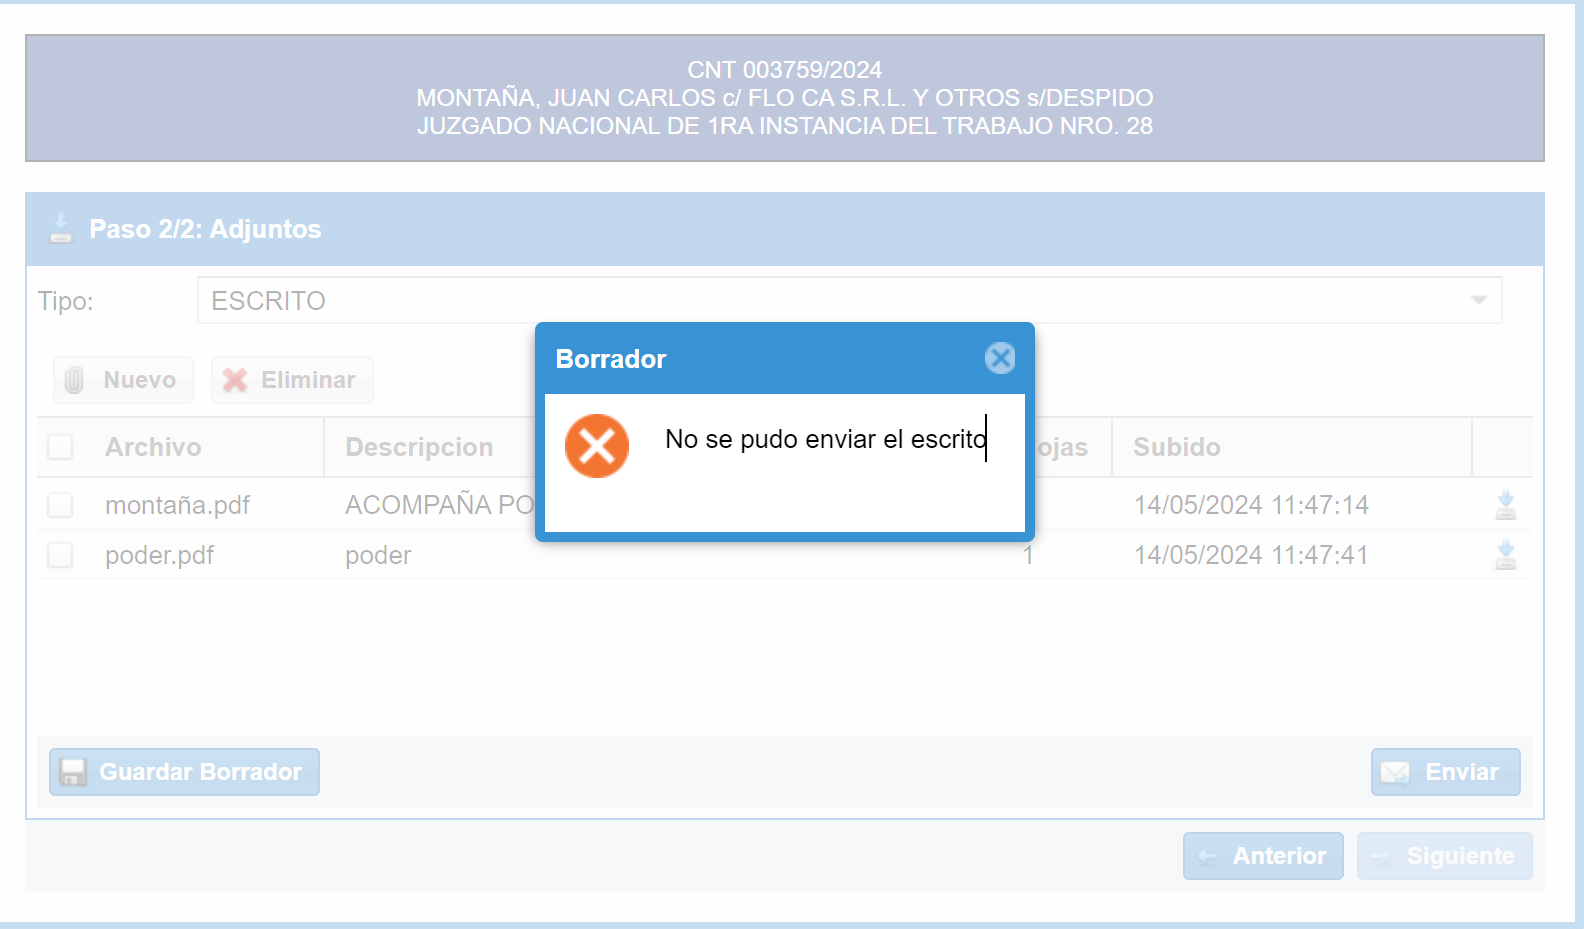 CNT 003759/2024
MONTAÑA, JUAN CARLOS c/ FLO CA S.R.L. Y OTROS s/DESPIDO
JUZGADO NACIONAL DE 1RA INSTANCIA DEL TRABAJO NRO. 28
Paso 2/2: Adjuntos
Tipo: ESCRITO
Nuevo Eliminar
Borrador
No se pudo enviar el escrito
Archivo Descripcion ojas Subido
montaña.pdf ACOMPAÑA PO 14/05/2024 11:47:14
poder.pdf poder 1 14/05/2024 11:47:41
Guardar Borrador Enviar
Anterior Siguiente